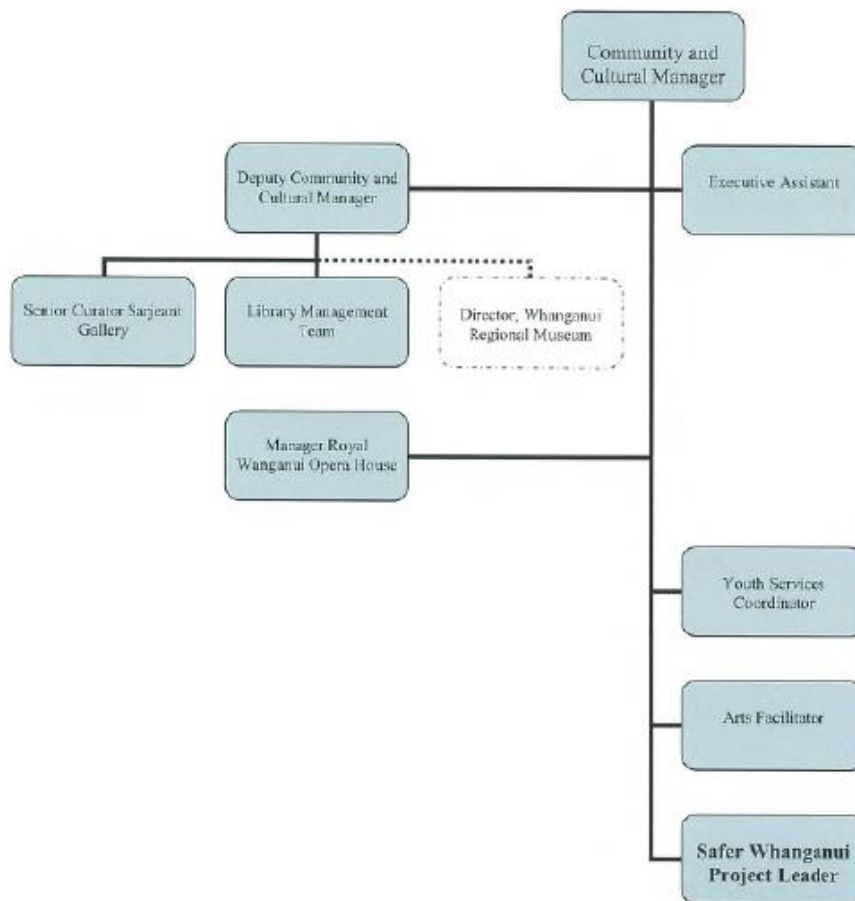 Community and
Cultural Manager
Deputy Community and
Cultural Manager
Executive Assistant
Senior Curator Sarjeant
Gallery
Library Management
Team
Director, Whanganui
Regional Museum
Manager Royal
Wanganui Opera House
Youth Services
Coordinator
Arts Facilitator
Safer Whanganui
Project Leader